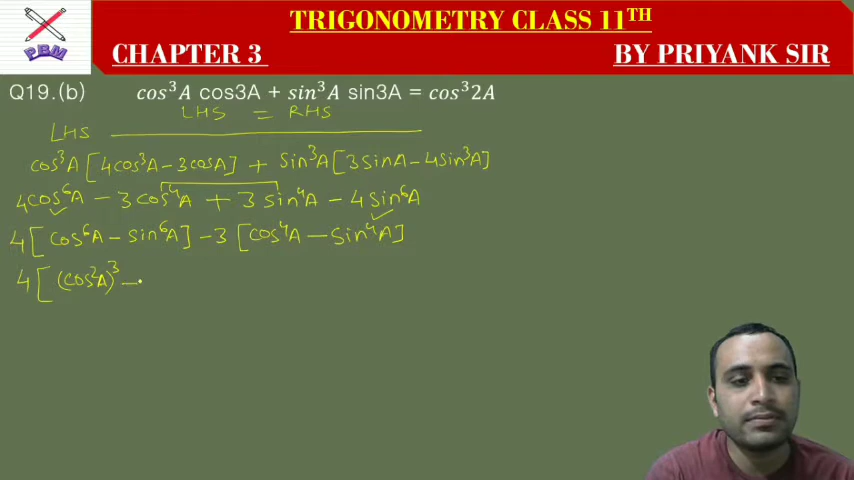 TRIGONOMETRY CLASS 11TH
PBM
CHAPTER 3 BY PRIYANK SIR
Q19.(b) cos³A cos3A + sin³A sin3A = cos³2A
LHS = RHS
LHS
cos³A[4cos³A - 3cosA] + sin³A[3sinA - 4sin³A]
4cos⁶A - 3cos⁴A + 3sin⁴A - 4sin⁶A
4[cos⁶A - sin⁶A] - 3[cos⁴A - sin⁴A]
4[(cos²A)³ -